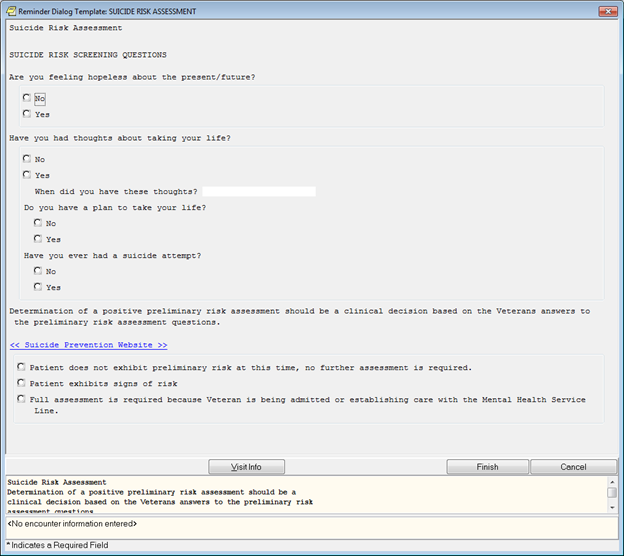 Reminder Dialog Template: SUICIDE RISK ASSESSMENT
Suicide Risk Assessment
SUICIDE RISK SCREENING QUESTIONS
Are you feeling hopeless about the present/future?
No
Yes
Have you had thoughts about taking your life?
No
Yes
When did you have these thoughts?
Do you have a plan to take your life?
No
Yes
Have you ever had a suicide attempt?
No
Yes
Determination of a positive preliminary risk assessment should be a clinical decision based on the Veterans answers to
the preliminary risk assessment questions.
<< Suicide Prevention Website >>
Patient does not exhibit preliminary risk at this time, no further assessment is required.
Patient exhibits signs of risk
Full assessment is required because Veteran is being admitted or establishing care with the Mental Health Service
Line.
Visit Info Finish Cancel
Suicide Risk Assessment
Determination of a positive preliminary risk assessment should be a
clinical decision based on the Veterans answers to the preliminary risk
assessment questions
<No encounter information entered>
* Indicates a Required Field